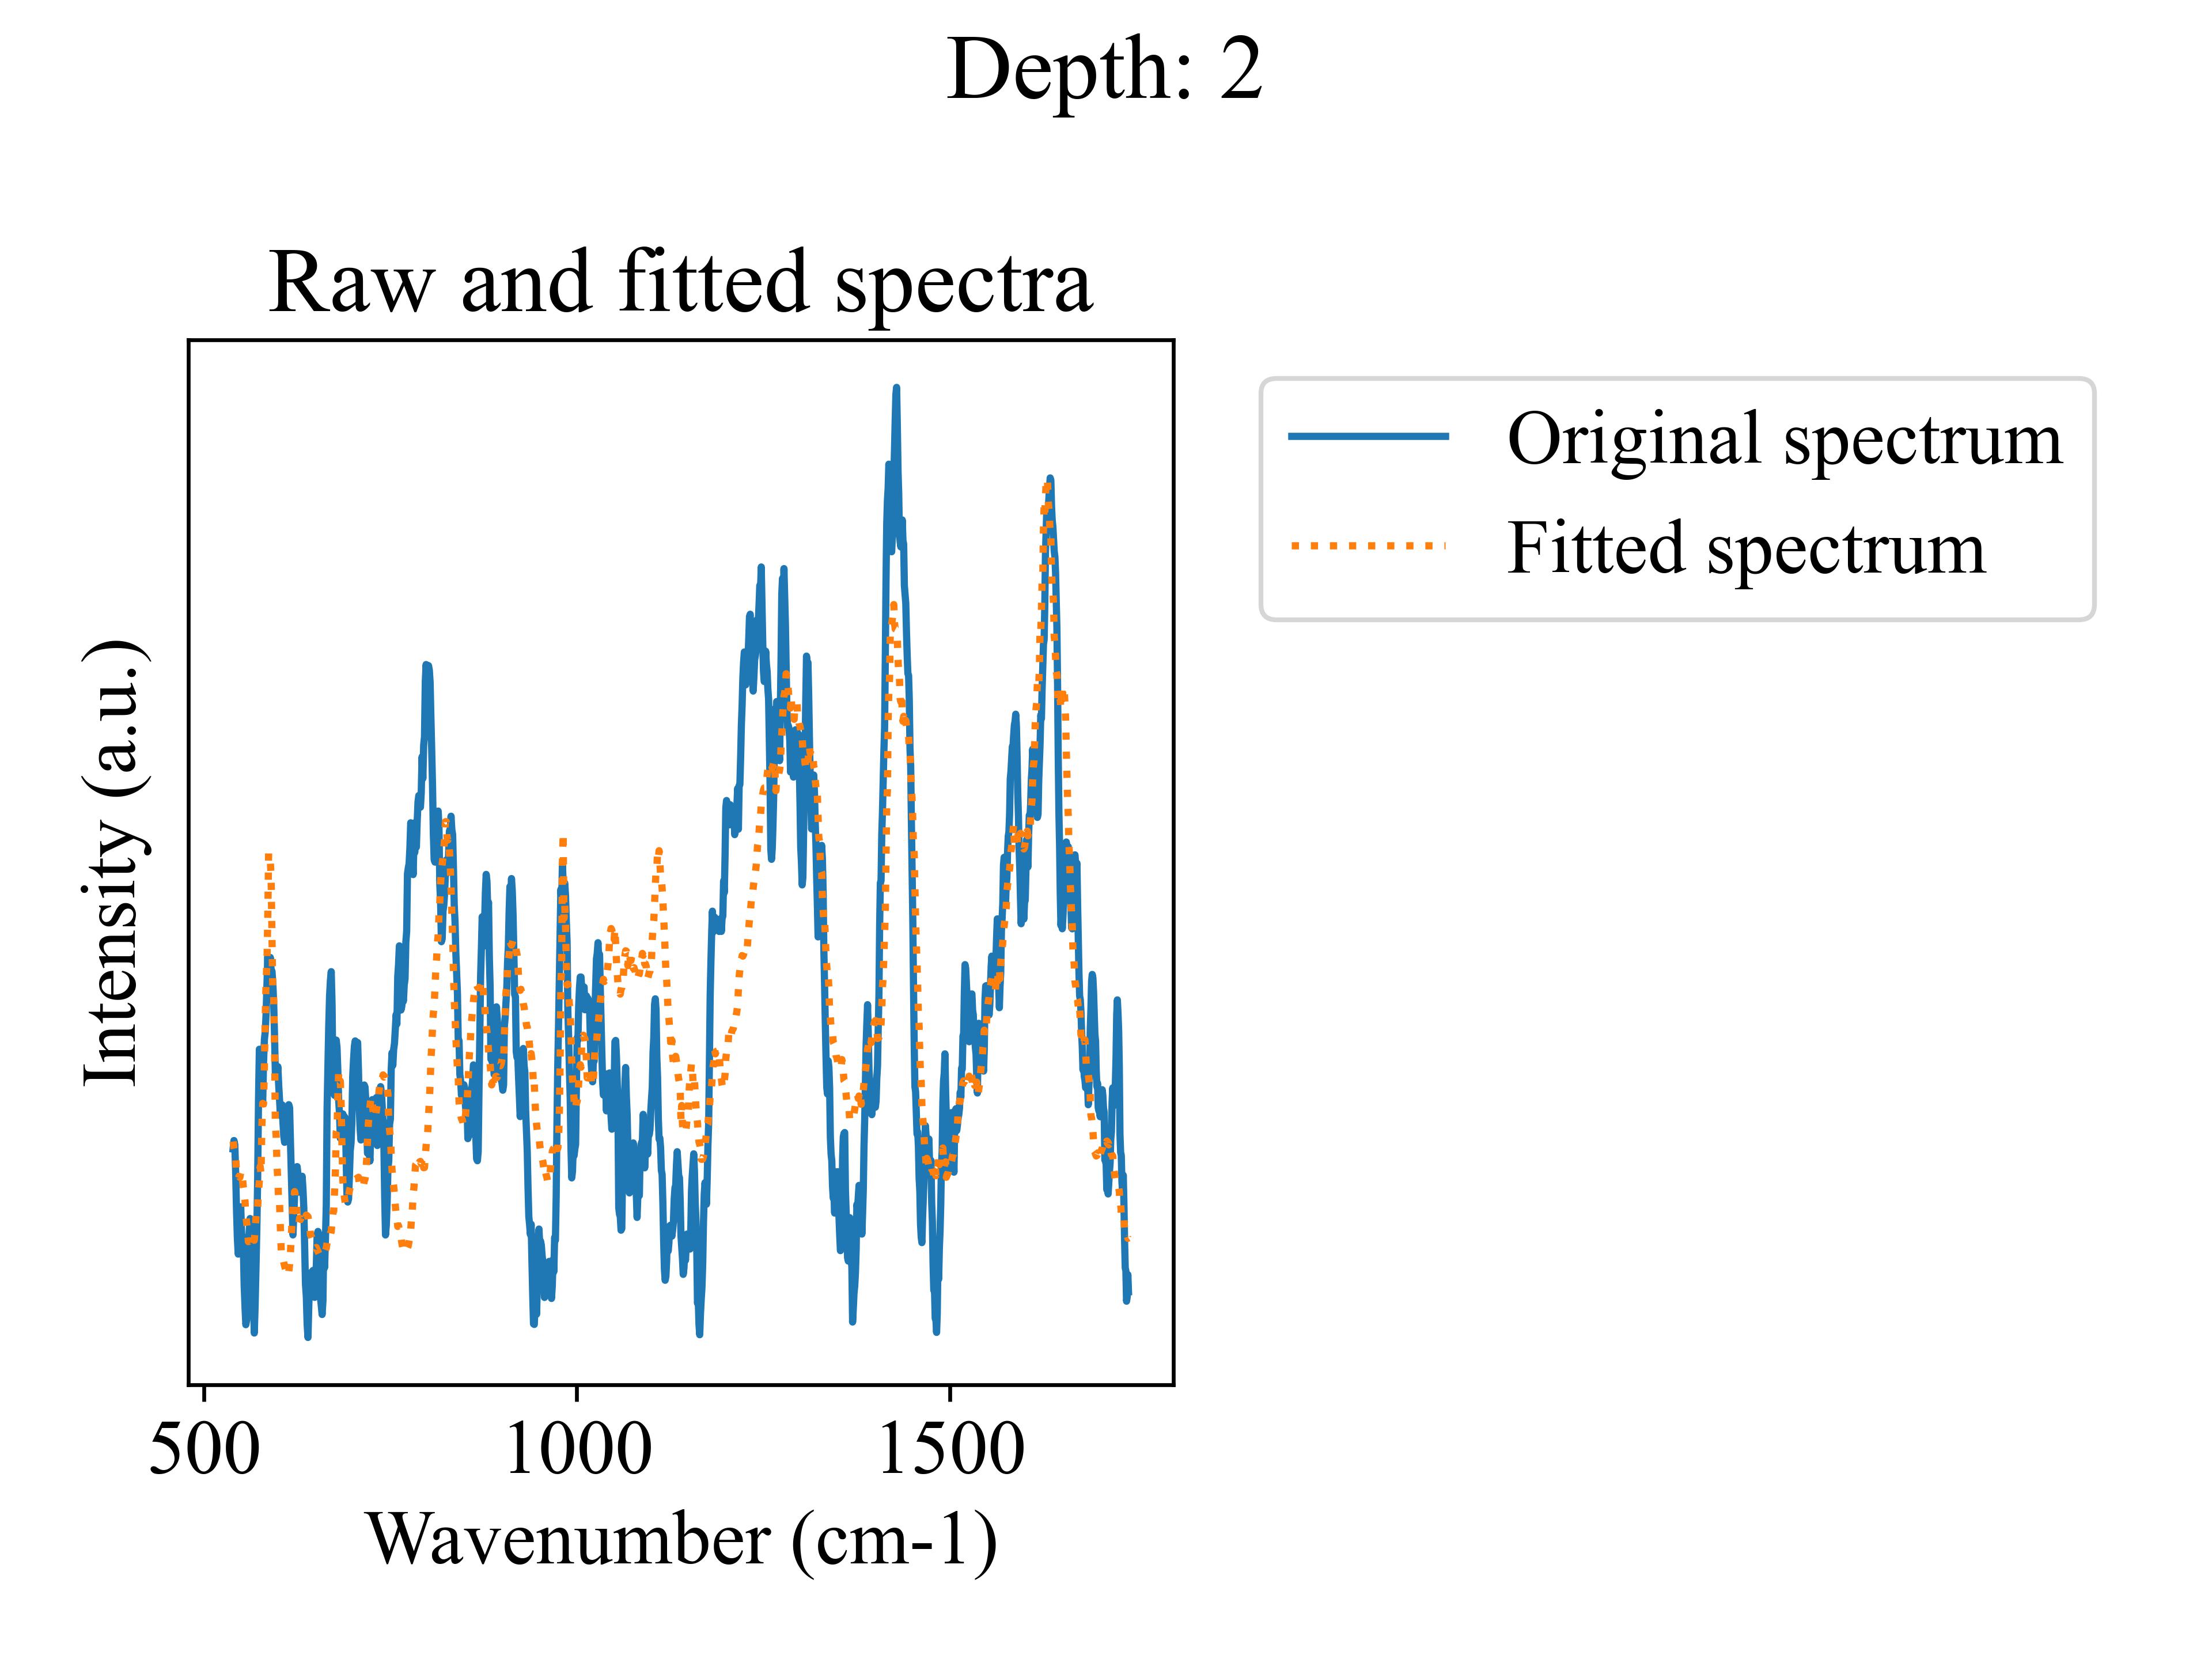 Depth: 2
Raw and fitted spectra
Original spectrum
Fitted spectrum
Intensity (a.u.)
500 1000 1500
Wavenumber (cm-1)